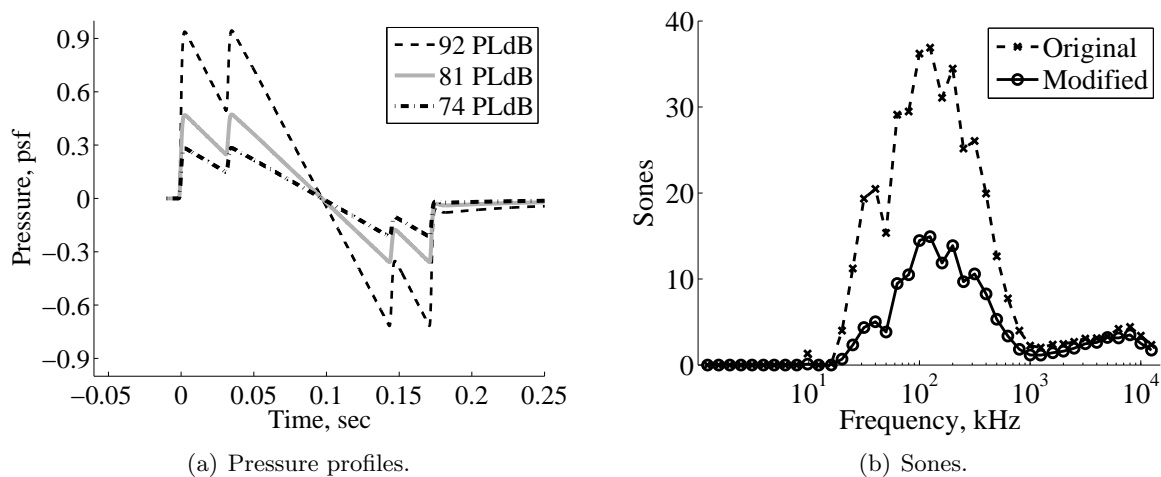 0.9
0.6
0.3
0
−0.3
−0.6
−0.9
Pressure, psf
−0.05
0
0.05
0.1
0.15
0.2
0.25
Time, sec
92 PLdB
81 PLdB
74 PLdB
(a) Pressure profiles.
40
30
20
10
0
Sones
10^1
10^2
10^3
10^4
Frequency, kHz
Original
Modified
(b) Sones.